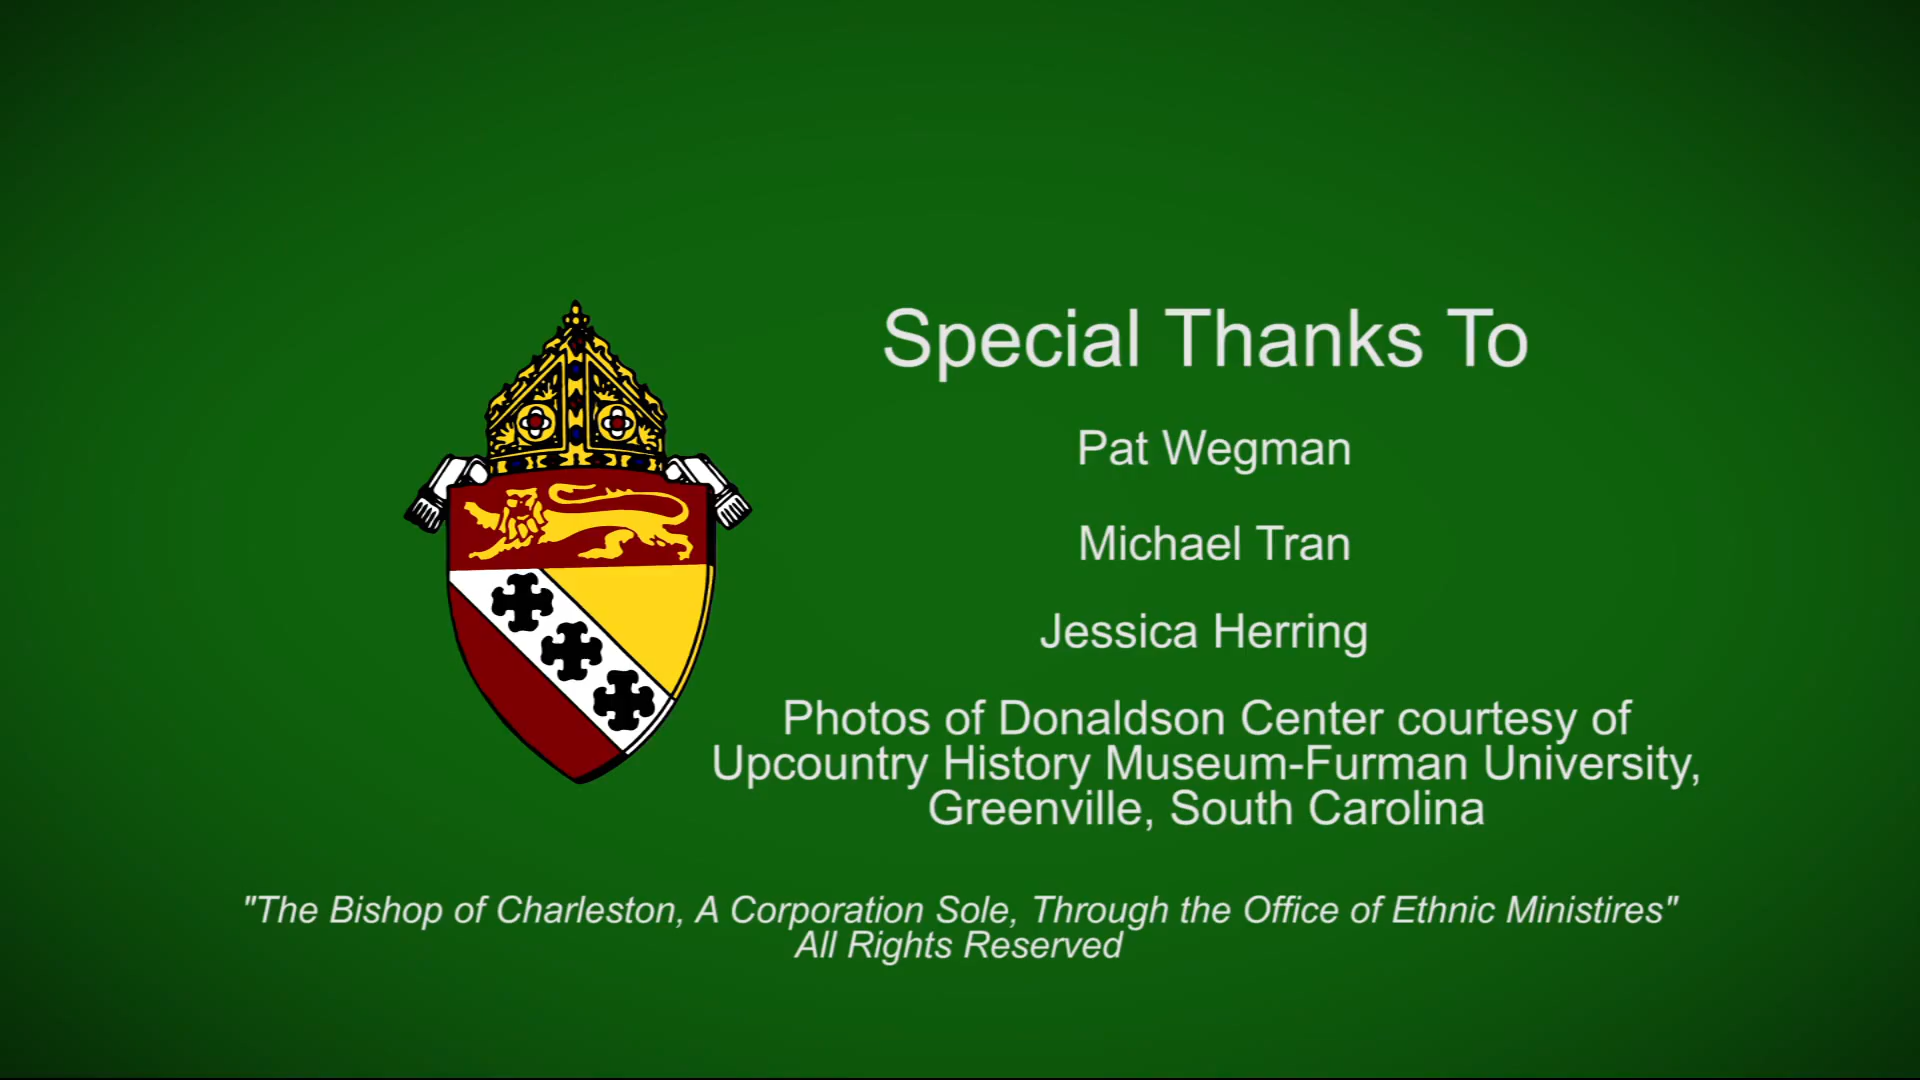 Special Thanks To
Pat Wegman
Michael Tran
Jessica Herring
Photos of Donaldson Center courtesy of
Upcountry History Museum-Furman University,
Greenville, South Carolina
"The Bishop of Charleston, A Corporation Sole, Through the Office of Ethnic Ministires"
All Rights Reserved